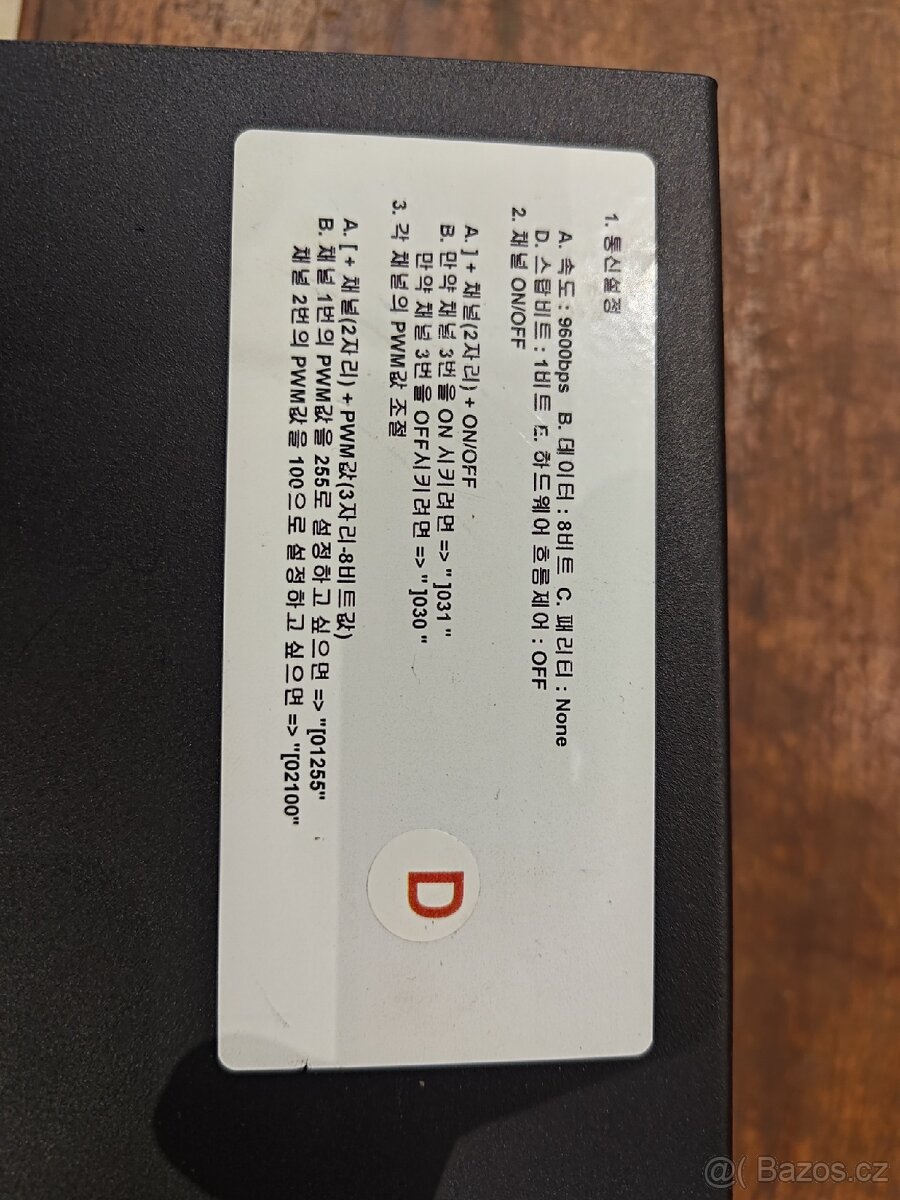 1. 통신설정
A. 속도 : 9600bps B. 데이터 : 8비트 C. 패리티 : None
D. 스탑비트 : 1비트 E. 하드웨어 흐름제어 : OFF
2. 채널 ON/OFF
A. ] + 채널(2자리) + ON/OFF
B. 만약 채널 3번을 ON 시키려면 => " ]031 "
만약 채널 3번을 OFF시키려면 => " ]030 "
3. 각 채널의 PWM값 조절
A. [ + 채널(2자리) + PWM값(3자리-8비트값)
B. 채널 1번의 PWM값을 255로 설정하고 싶으면 => "[01255"
채널 2번의 PWM값을 100으로 설정하고 싶으면 => "[02100"
D
@( Bazos.cz